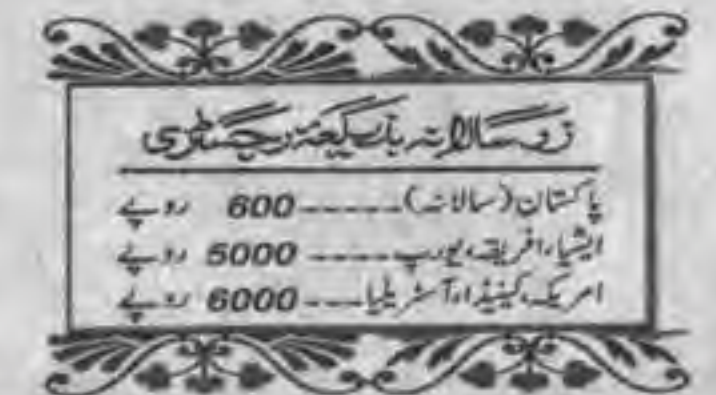 زرِ سالانہ بذریعہ رجسٹری
پاکستان (سالانہ)-----600 روپے
ایشیا، افریقہ، یورپ-----5000 روپے
امریکہ، کینیڈا، آسٹریلیا----6000 روپے